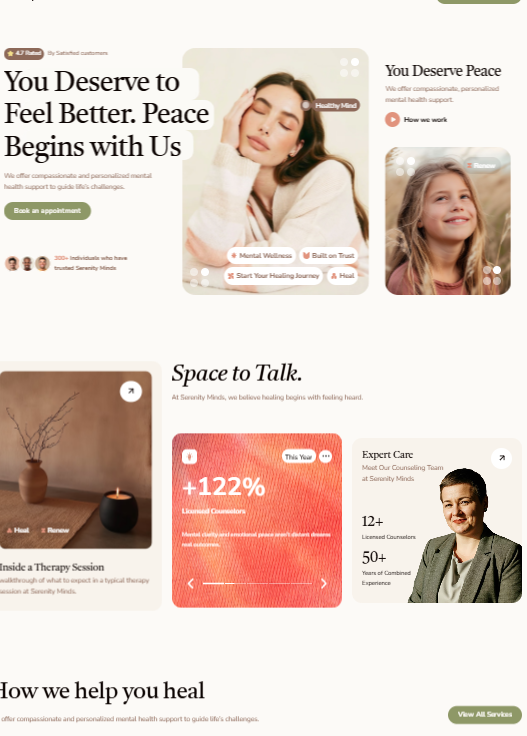 4.7 Rated
By Satisfied customers
You Deserve to
Feel Better. Peace
Begins with Us
We offer compassionate and personalized mental
health support to guide life's challenges.
Book an appointment
200+ Individuals who have
trusted Serenity Minds
Healthy Mind
Mental Wellness
Built on Trust
Start Your Healing Journey
Heal
You Deserve Peace
We offer compassionate, personalized
mental health support.
How we work
Renew
Space to Talk.
At Serenity Minds, we believe healing begins with feeling heard.
Heal
Renew
Inside a Therapy Session
walkthrough of what to expect in a typical therapy
session at Serenity Minds.
This Year
+122%
Licensed Counselors
Mental clarity and emotional peace aren't distant dreams
real outcomes.
Expert Care
Meet Our Counseling Team
at Serenity Minds
12+
Licensed Counselors
50+
Years of Combined
Experience
How we help you heal
offer compassionate and personalized mental health support to guide life's challenges.
View All Services